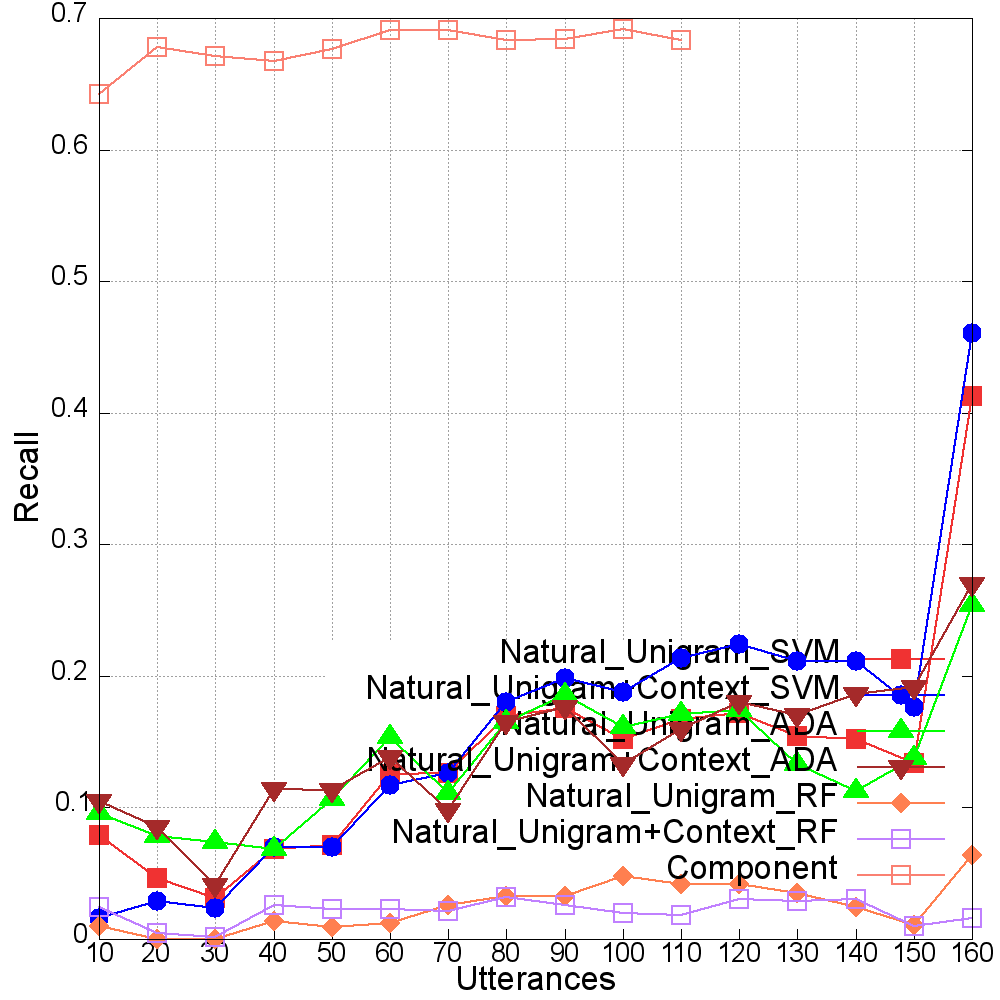 0.7
0.6
0.5
0.4
0.3
0.2
0.1
0
Recall
Natural_Unigram_SVM
Natural_Unigram+Context_SVM
Natural_Unigram_ADA
Natural_Unigram+Context_ADA
Natural_Unigram_RF
Natural_Unigram+Context_RF
Component
10 20 30 40 50 60 70 80 90 100 110 120 130 140 150 160
Utterances